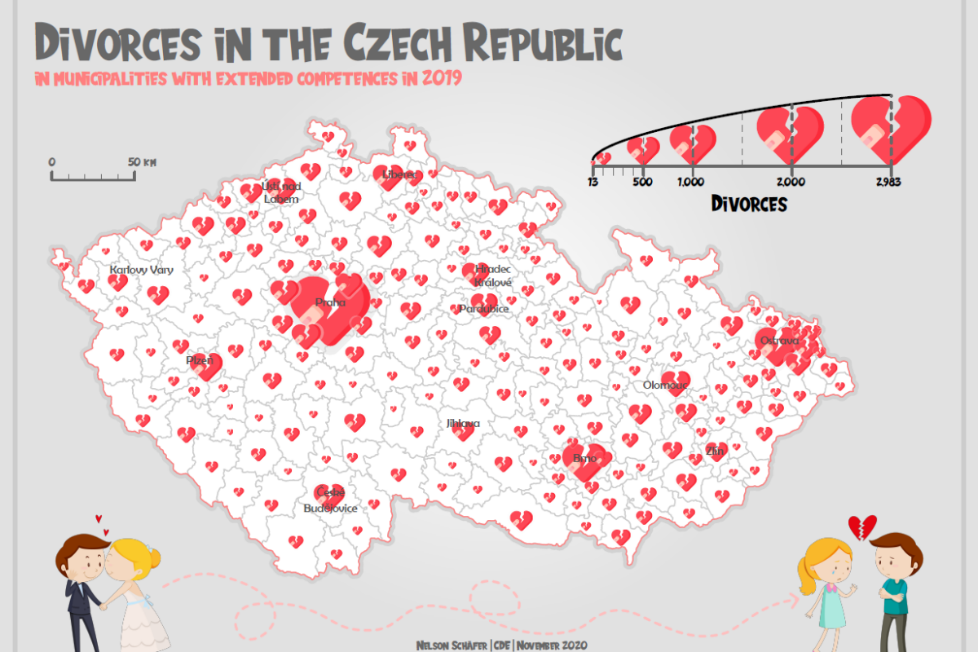 DIVORCES IN THE CZECH REPUBLIC
IN MUNICIPALITIES WITH EXTENDED COMPETENCES IN 2019
0 50 KM
13 500 1,000 2,000 2,983
DIVORCES
Ústí nad
Labem
Liberec
Karlovy Vary
Hradec
Králové
Praha
Pardubice
Ostrava
Plzeň
Olomouc
Jihlava
Zlín
Brno
České
Budějovice
NELSON SCHÄFER | CDE | NOVEMBER 2020